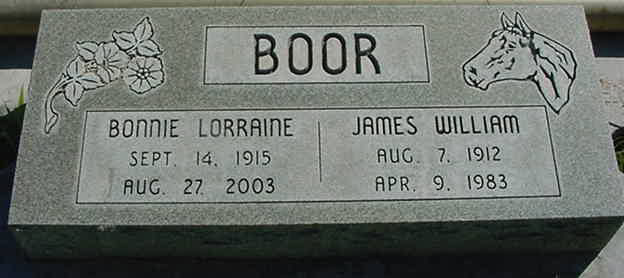 BOOR
BONNIE LORRAINE
SEPT. 14, 1915
AUG. 27, 2003
JAMES WILLIAM
AUG. 7, 1912
APR. 9, 1983